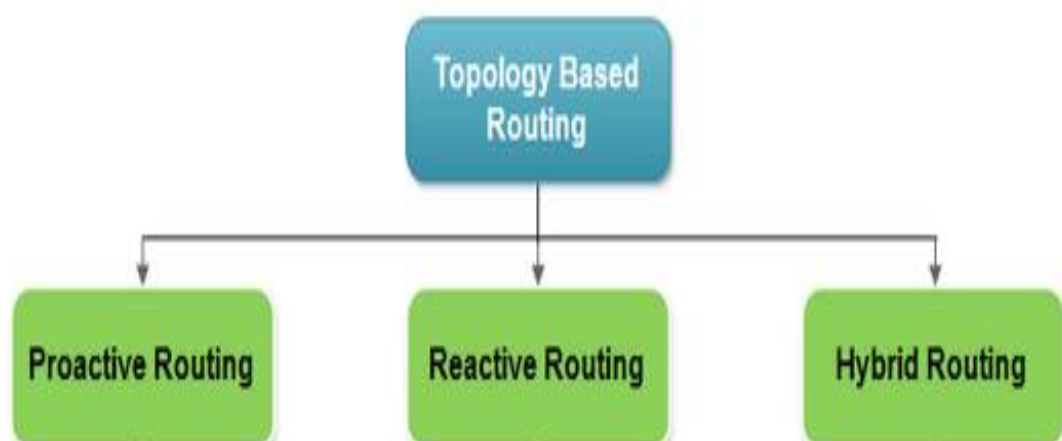 Topology Based
Routing
Proactive Routing
Reactive Routing
Hybrid Routing